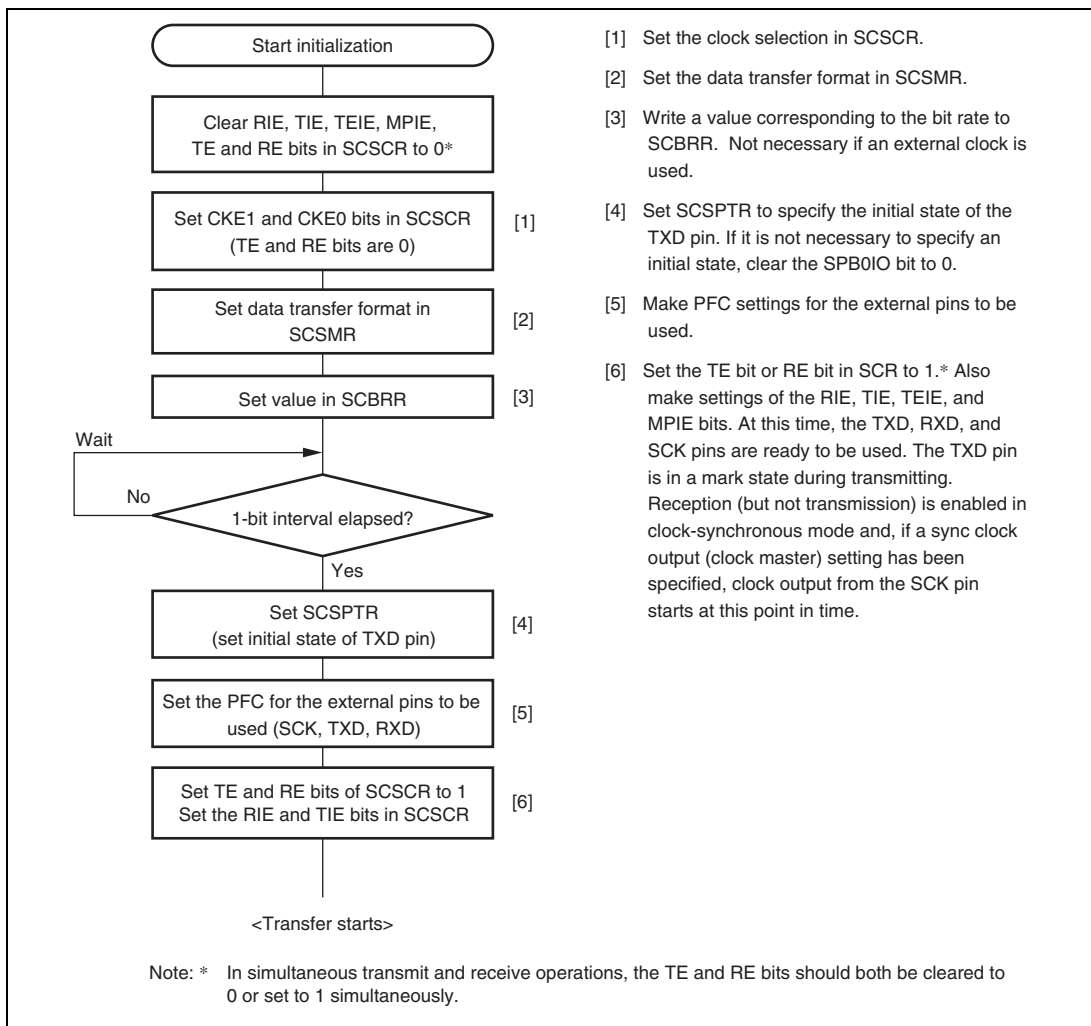 Start initialization
Clear RIE, TIE, TEIE, MPIE,
TE and RE bits in SCSCR to 0*
Set CKE1 and CKE0 bits in SCSCR
(TE and RE bits are 0)
[1]
Set data transfer format in
SCSMR
[2]
Set value in SCBRR
[3]
Wait
No
1-bit interval elapsed?
Yes
Set SCSPTR
(set initial state of TXD pin)
[4]
Set the PFC for the external pins to be
used (SCK, TXD, RXD)
[5]
Set TE and RE bits of SCSCR to 1
Set the RIE and TIE bits in SCSCR
[6]
<Transfer starts>
[1] Set the clock selection in SCSCR.
[2] Set the data transfer format in SCSMR.
[3] Write a value corresponding to the bit rate to
SCBRR. Not necessary if an external clock is
used.
[4] Set SCSPTR to specify the initial state of the
TXD pin. If it is not necessary to specify an
initial state, clear the SPB0IO bit to 0.
[5] Make PFC settings for the external pins to be
used.
[6] Set the TE bit or RE bit in SCR to 1.* Also
make settings of the RIE, TIE, TEIE, and
MPIE bits. At this time, the TXD, RXD, and
SCK pins are ready to be used. The TXD pin
is in a mark state during transmitting.
Reception (but not transmission) is enabled in
clock-synchronous mode and, if a sync clock
output (clock master) setting has been
specified, clock output from the SCK pin
starts at this point in time.
Note: * In simultaneous transmit and receive operations, the TE and RE bits should both be cleared to
0 or set to 1 simultaneously.